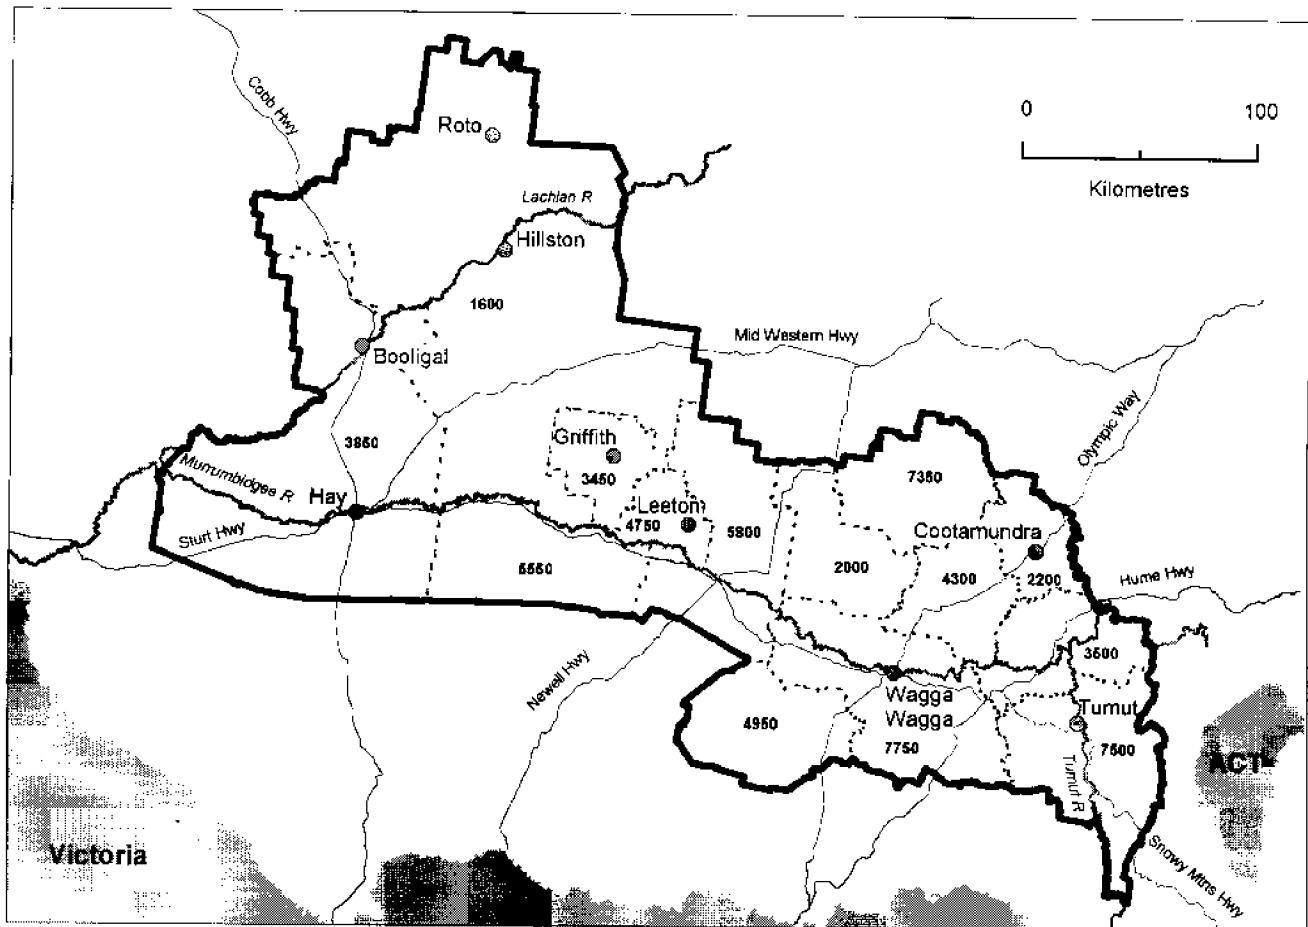 0 100
Kilometres
Cobb Hwy
Roto
Lachlan R
Hillston
1600
Mid Western Hwy
Booligal
Olympic Way
3850
Griffith
7350
Murrumbidgee R
3450
Hay
Leeton
4750
5800
Cootamundra
Sturt Hwy
5550
2000
4300
2200
Hume Hwy
3500
Newell Hwy
Wagga
Wagga
Tumut
4950
7750
7500
ACT
Tumut R
Victoria
Snowy Mtns Hwy